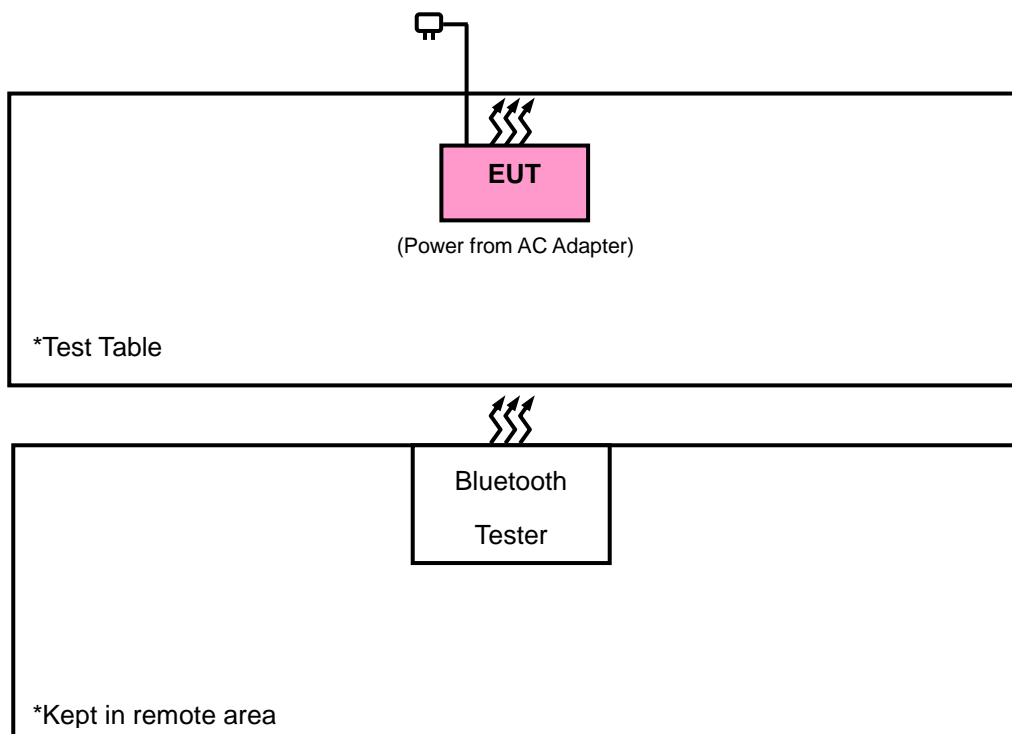 EUT
(Power from AC Adapter)
*Test Table
Bluetooth
Tester
*Kept in remote area